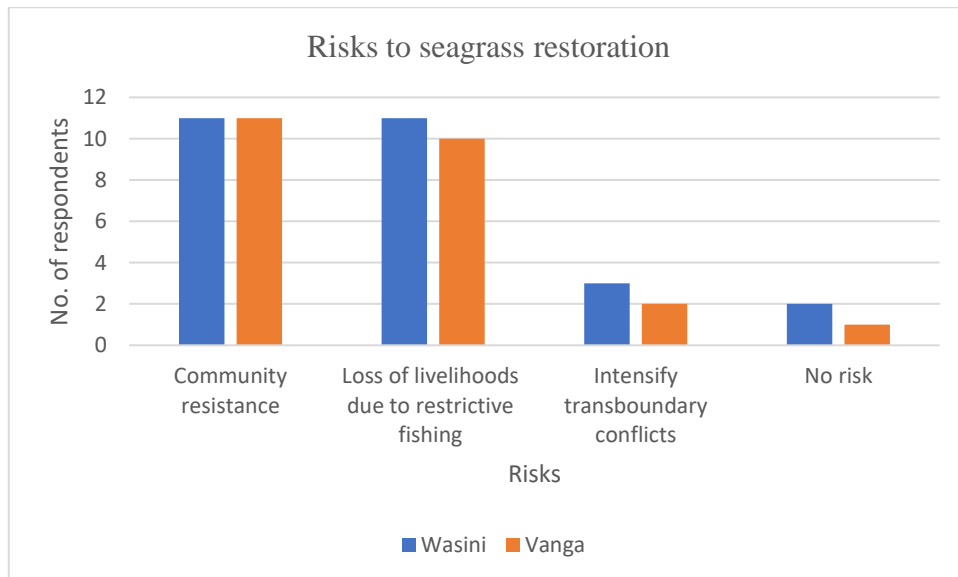 Risks to seagrass restoration
No. of respondents
12
10
8
6
4
2
0
Community
resistance
Loss of livelihoods
due to restrictive
fishing
Intensify
transboundary
conflicts
No risk
Risks
Wasini
Vanga